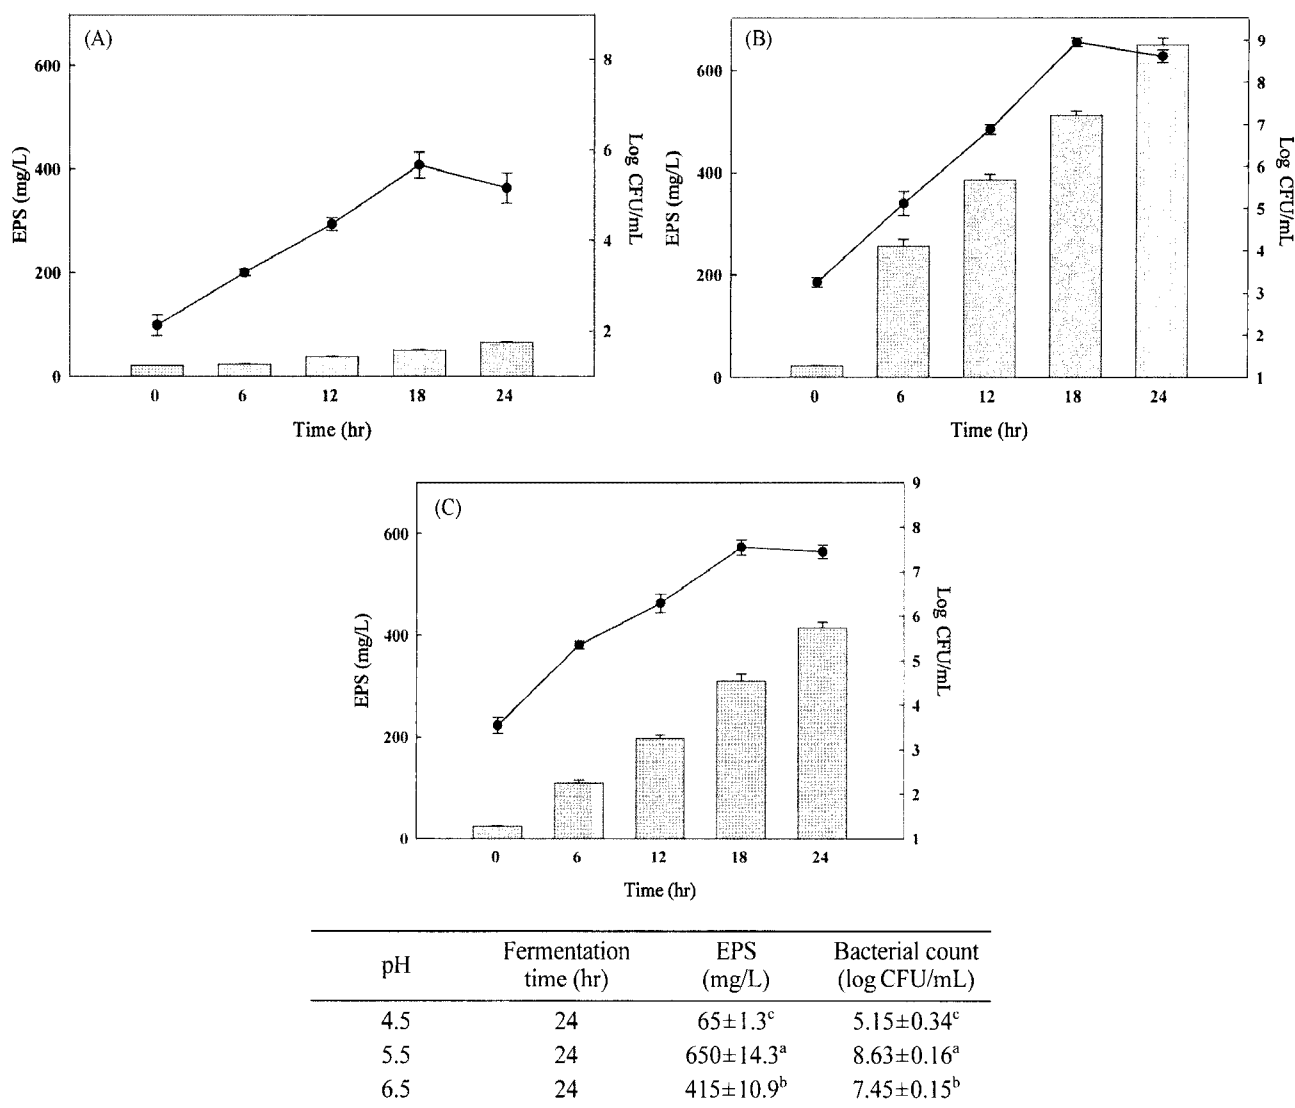 (A)
600
400
200
0
EPS (mg/L)
8
6
4
2
Log CFU/mL
0 6 12 18 24
Time (hr)
(B)
600
400
200
0
EPS (mg/L)
9
8
7
6
5
4
3
2
1
Log CFU/mL
0 6 12 18 24
Time (hr)
(C)
600
400
200
0
EPS (mg/L)
9
8
7
6
5
4
3
2
1
Log CFU/mL
0 6 12 18 24
Time (hr)
pH Fermentation time (hr) EPS (mg/L) Bacterial count (log CFU/mL)
4.5 24 65±1.3ᶜ 5.15±0.34ᶜ
5.5 24 650±14.3ᵃ 8.63±0.16ᵃ
6.5 24 415±10.9ᵇ 7.45±0.15ᵇ